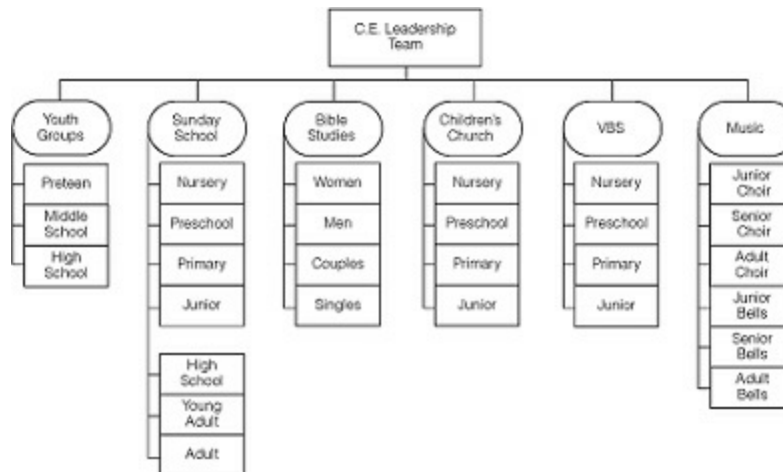 C.E. Leadership
Team
Youth
Groups
Preteen
Middle
School
High
School
Sunday
School
Nursery
Preschool
Primary
Junior
High
School
Young
Adult
Adult
Bible
Studies
Women
Men
Couples
Singles
Children's
Church
Nursery
Preschool
Primary
Junior
VBS
Nursery
Preschool
Primary
Junior
Music
Junior
Choir
Senior
Choir
Adult
Choir
Junior
Bells
Senior
Bells
Adult
Bells